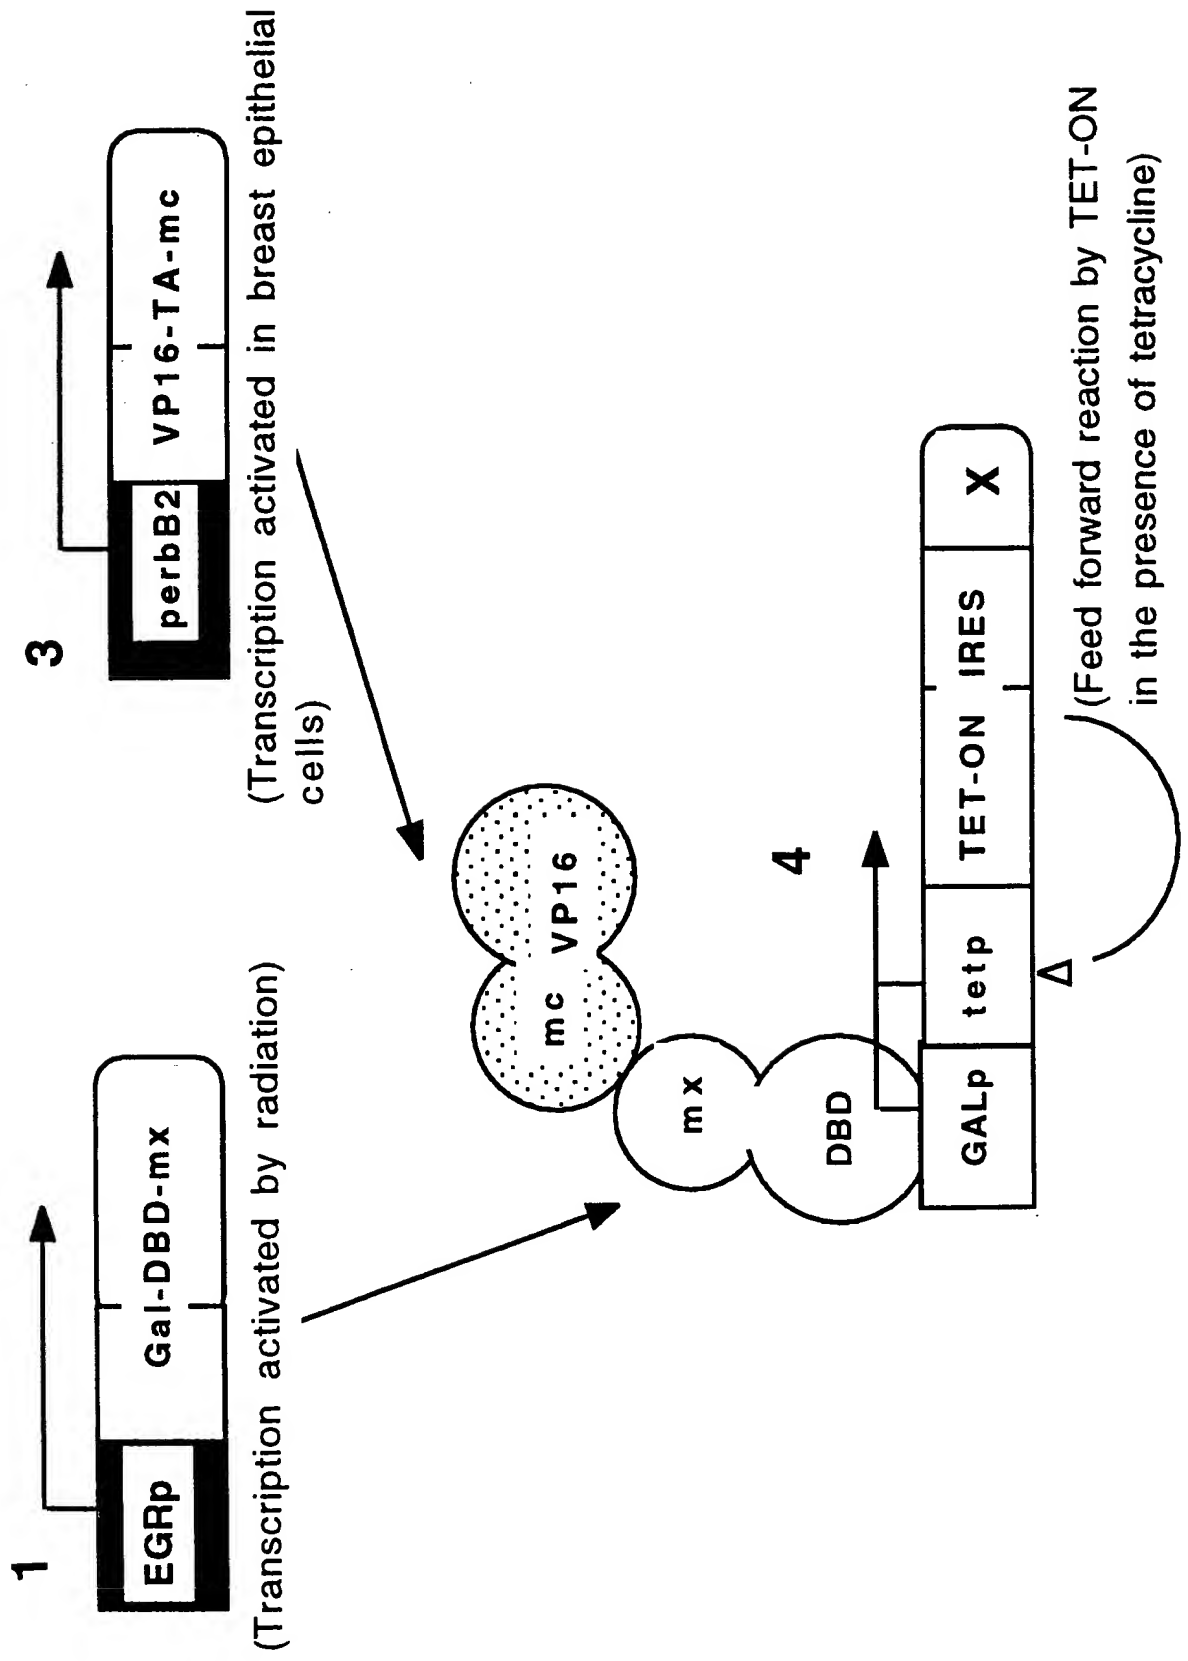 1
EGRp
Gal-DBD-mx
(Transcription activated by radiation)
3
perbB2
VP16-TA-mc
(Transcription activated in breast epithelial
cells)
mc
VP16
mx
DBD
4
GALp
tetp
TET-ON
IRES
X
(Feed forward reaction by TET-ON
in the presence of tetracycline)